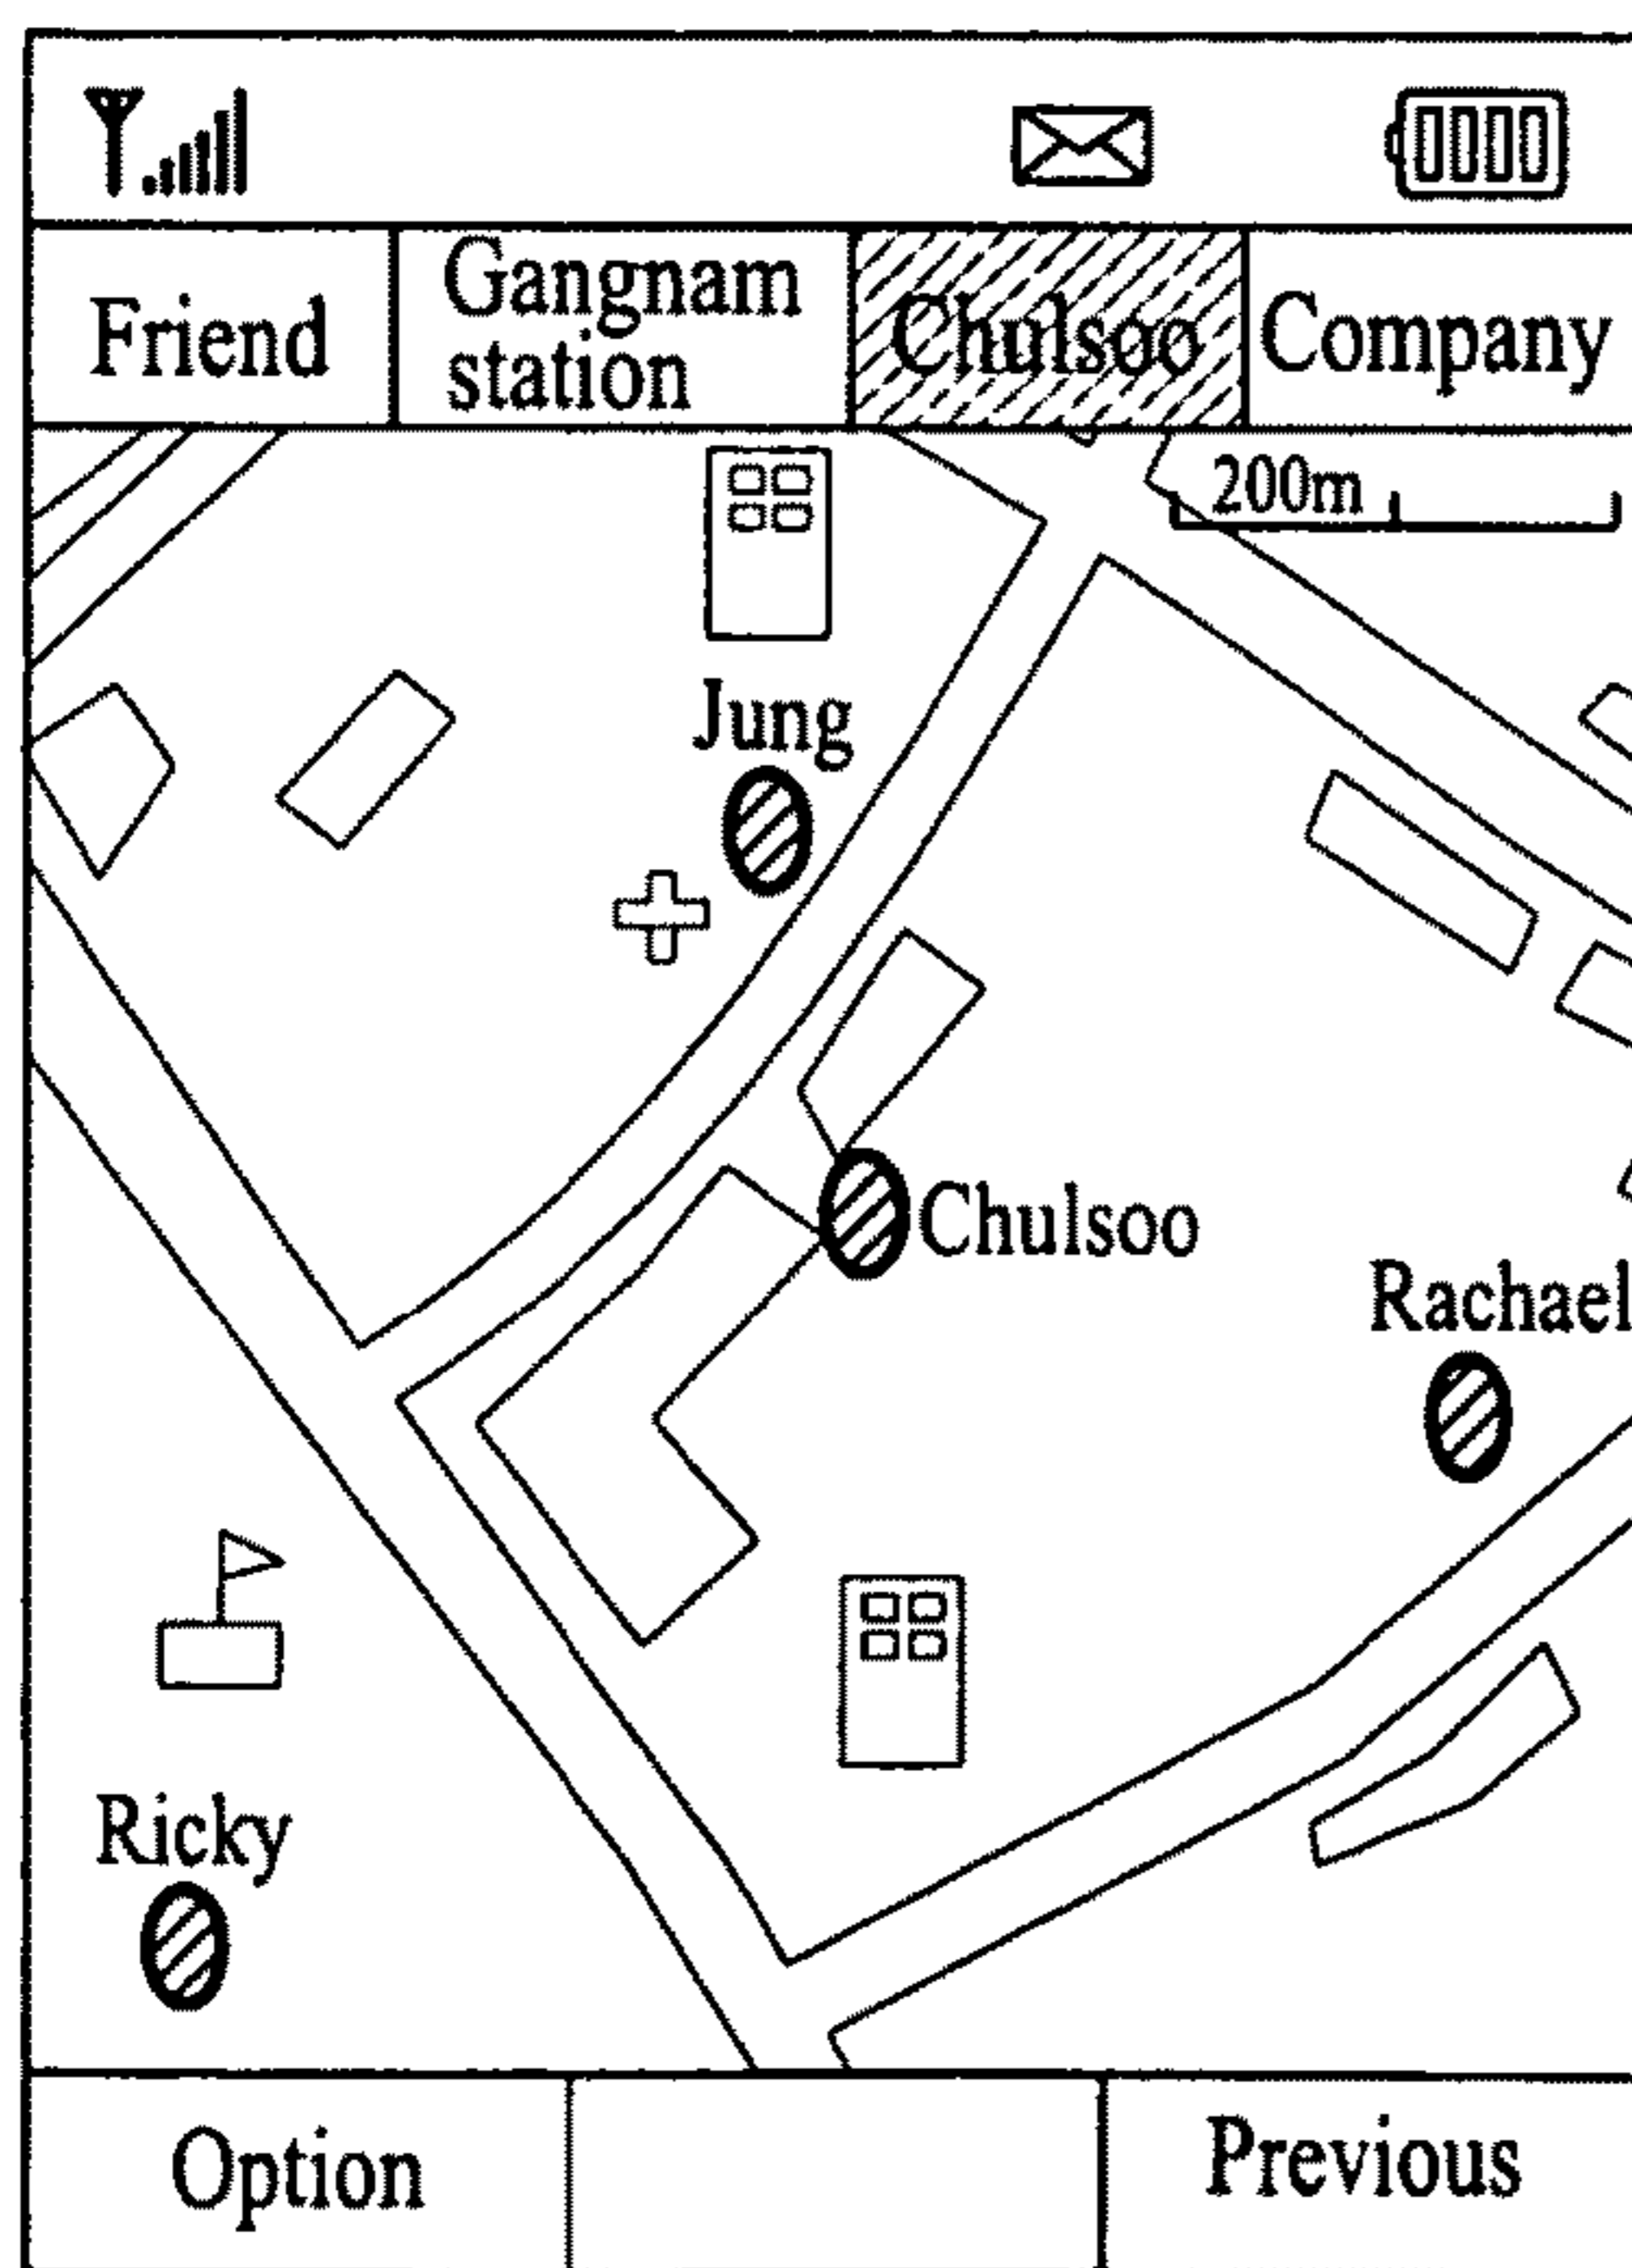 Friend
Gangnam
station
Chulsoo
Company
200m
Jung
Chulsoo
Rachael
Ricky
Option
Previous